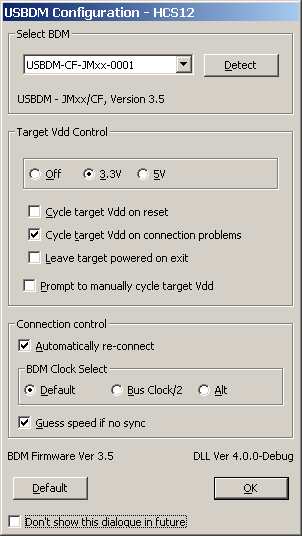 USBDM Configuration - HCS12
Select BDM
USBDM-CF-JMxx-0001
Detect
USBDM - JMxx/CF, Version 3.5
Target Vdd Control
Off 3.3V 5V
Cycle target Vdd on reset
Cycle target Vdd on connection problems
Leave target powered on exit
Prompt to manually cycle target Vdd
Connection control
Automatically re-connect
BDM Clock Select
Default Bus Clock/2 Alt
Guess speed if no sync
BDM Firmware Ver 3.5 DLL Ver 4.0.0-Debug
Default OK
Don't show this dialogue in future